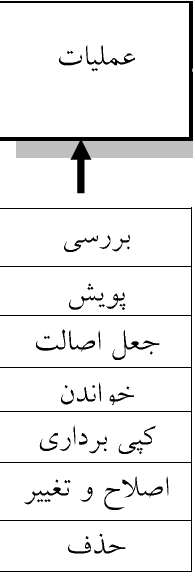 عملیات
بررسی
پویش
جعل اصالت
خواندن
کپی برداری
اصلاح و تغییر
حذف